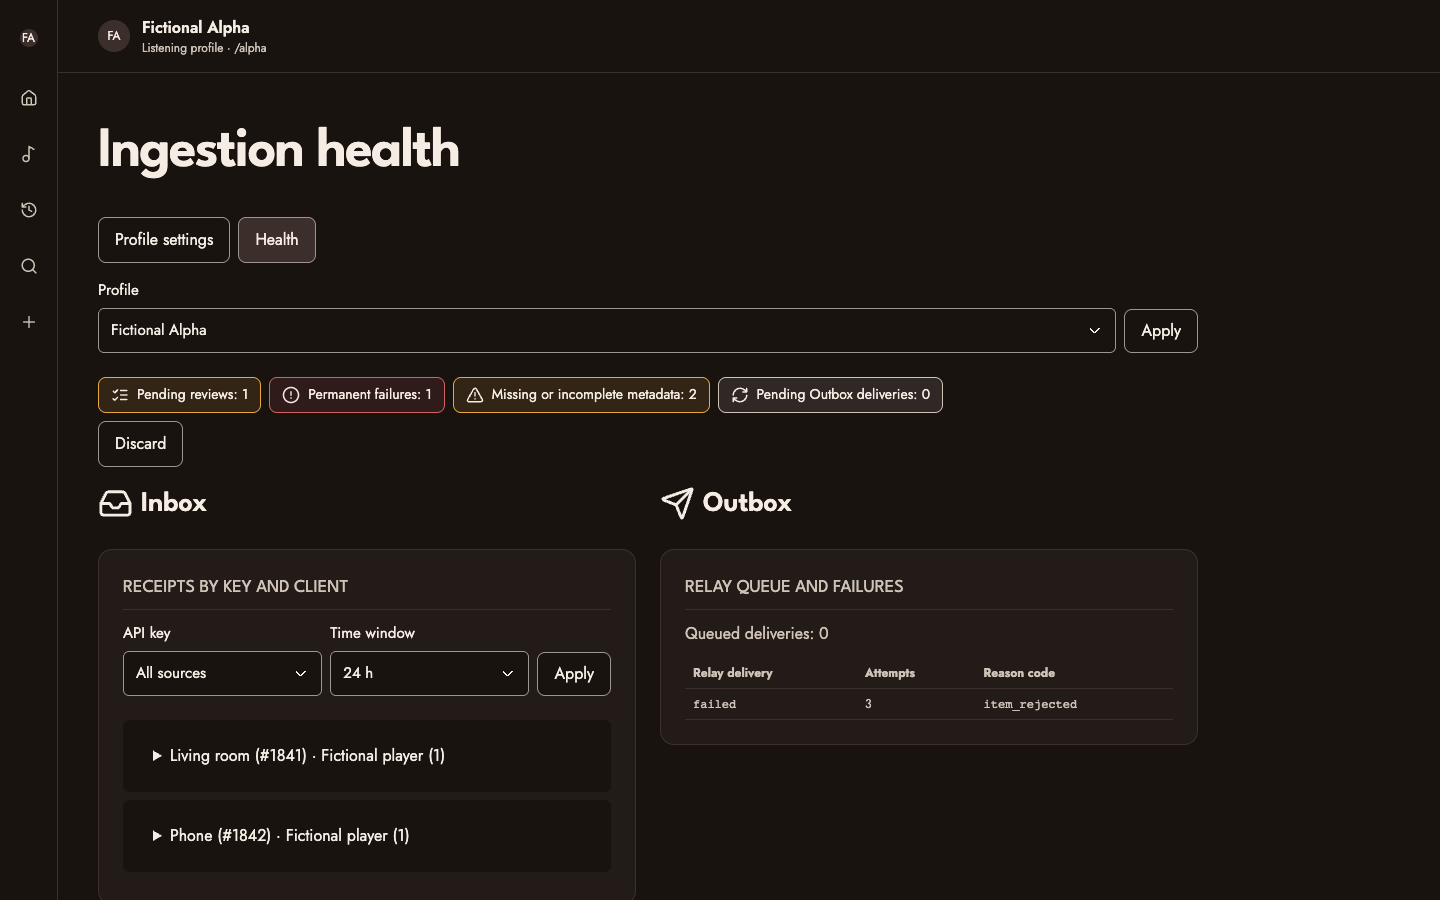 FA
FA
Fictional Alpha
Listening profile · /alpha
Ingestion health
Profile settings
Health
Profile
Fictional Alpha
Apply
Pending reviews: 1
Permanent failures: 1
Missing or incomplete metadata: 2
Pending Outbox deliveries: 0
Discard
Inbox
RECEIPTS BY KEY AND CLIENT
API key
Time window
All sources
24 h
Apply
Living room (#1841) · Fictional player (1)
Phone (#1842) · Fictional player (1)
Outbox
RELAY QUEUE AND FAILURES
Queued deliveries: 0
Relay delivery Attempts Reason code
failed 3 item_rejected